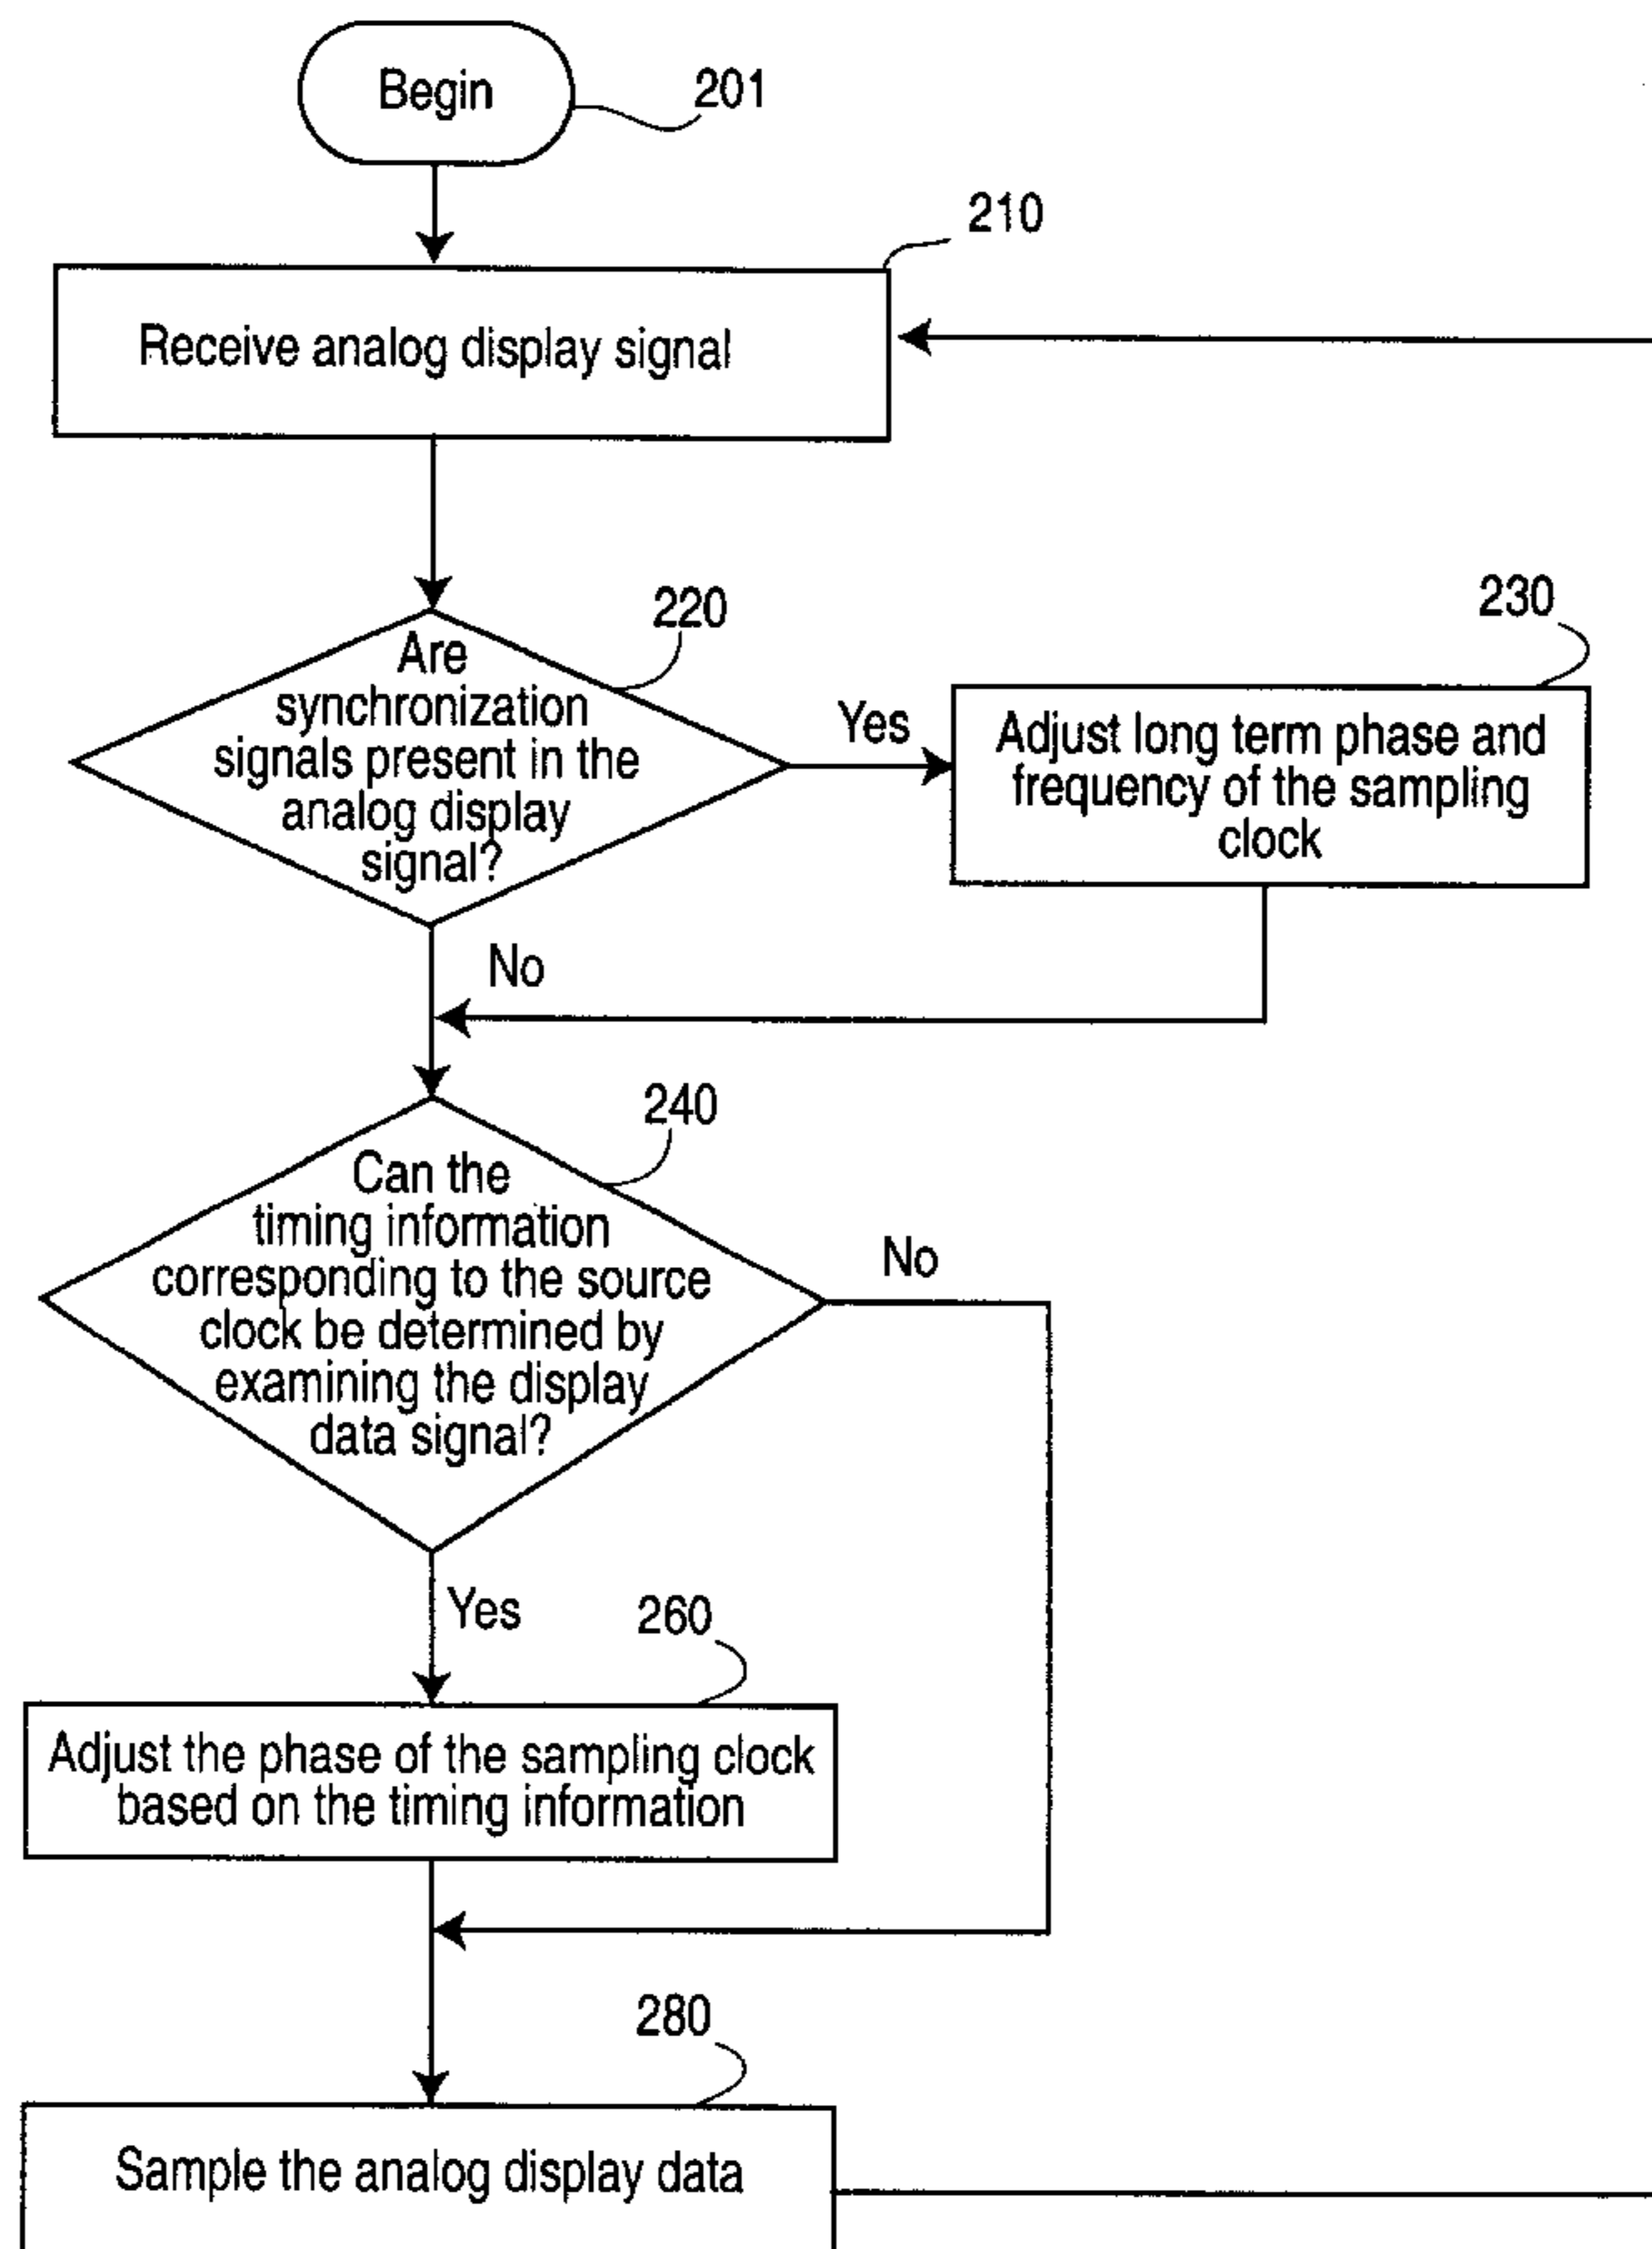 Begin
201
210
Receive analog display signal
220
Are
synchronization
signals present in the
analog display
signal?
Yes
230
Adjust long term phase and
frequency of the sampling
clock
No
240
Can the
timing information
corresponding to the source
clock be determined by
examining the display
data signal?
No
Yes
260
Adjust the phase of the sampling clock
based on the timing information
280
Sample the analog display data